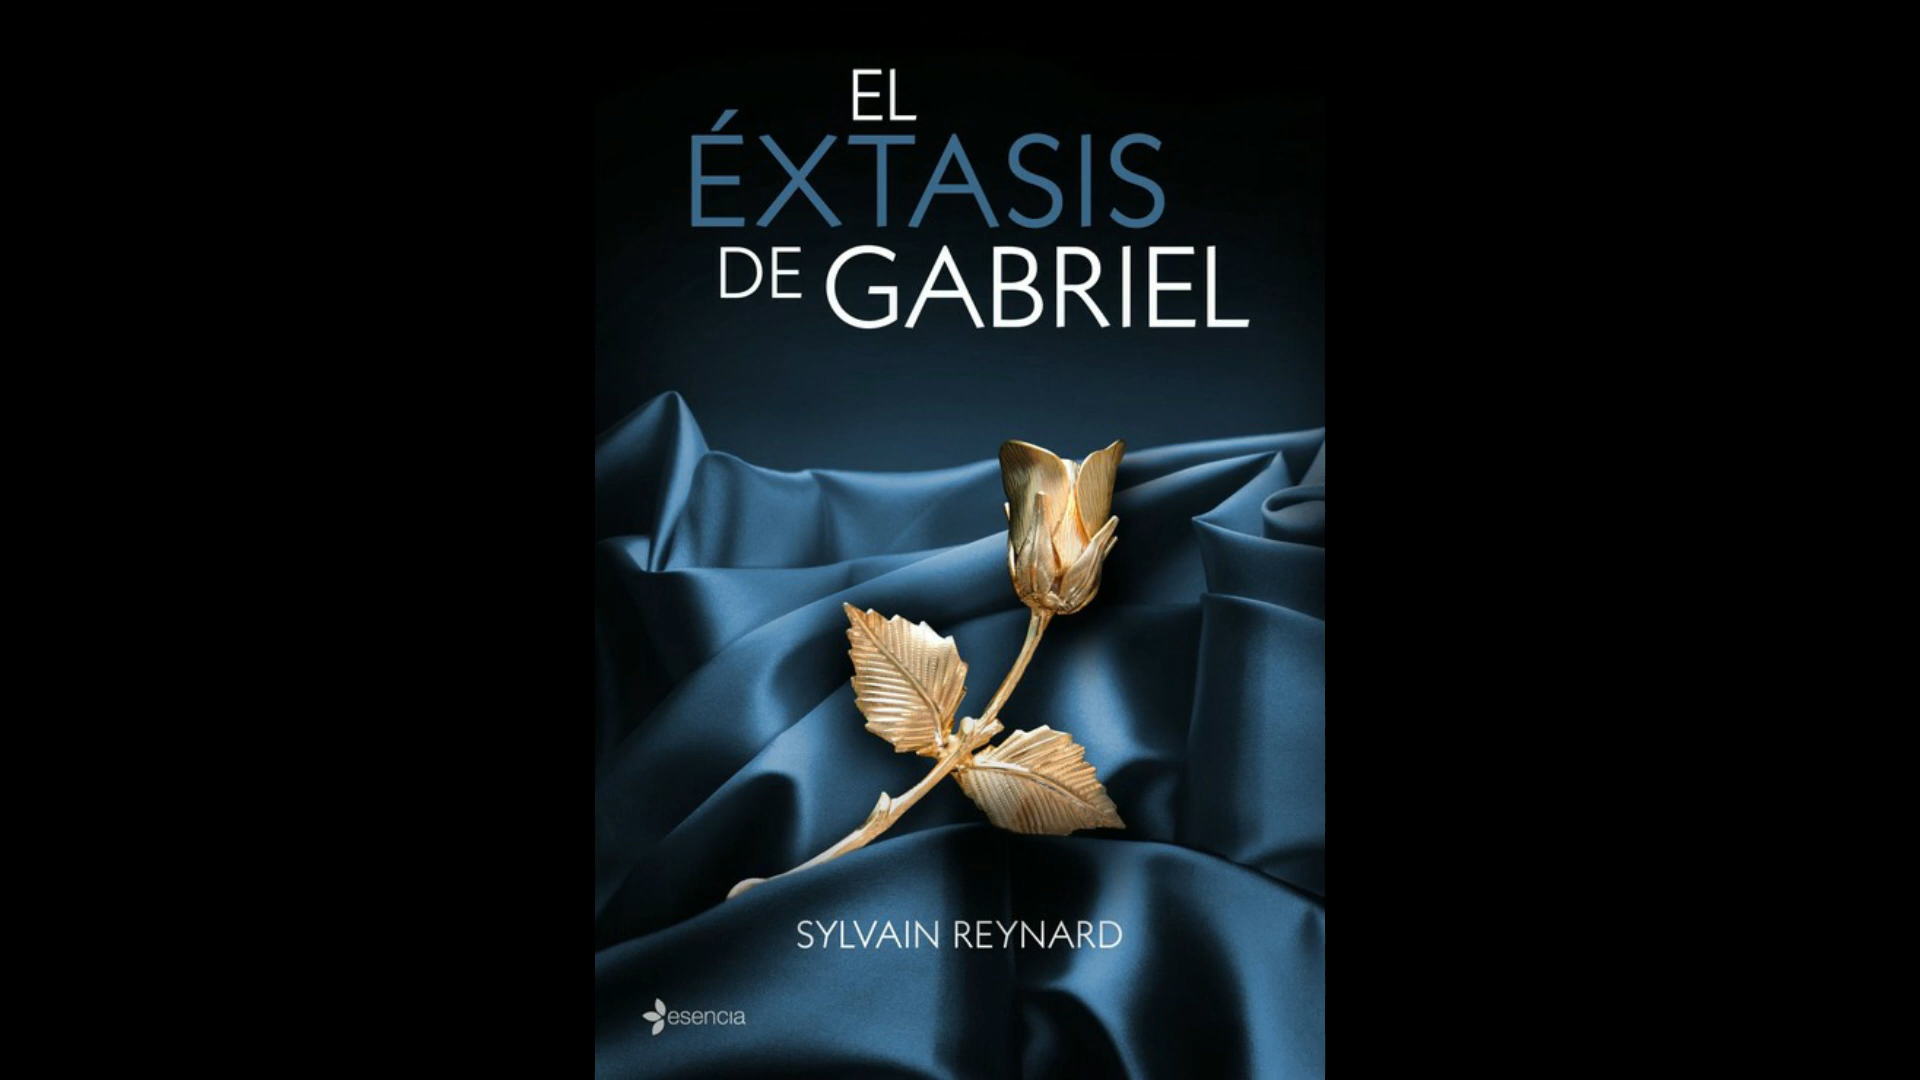 EL
ÉXTASIS
DE GABRIEL
SYLVAIN REYNARD
esencia